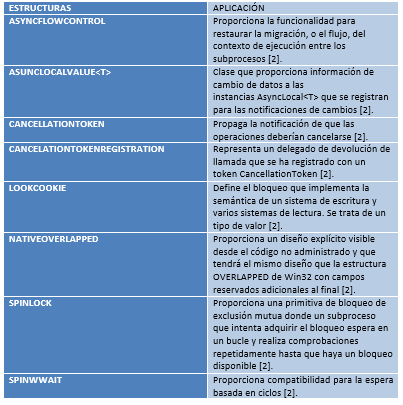 ESTRUCTURAS APLICACIÓN
ASYNCFLOWCONTROL Proporciona la funcionalidad para
restaurar la migración, o el flujo, del
contexto de ejecución entre los
subprocesos [2].
ASUNCLOCALVALUE<T> Clase que proporciona información de
cambio de datos a las
instancias AsyncLocal<T> que se registran
para las notificaciones de cambios [2].
CANCELLATIONTOKEN Propaga la notificación de que las
operaciones deberían cancelarse [2].
CANCELATIONTOKENREGISTRATION Representa un delegado de devolución de
llamada que se ha registrado con un
token CancellationToken [2].
LOOKCOOKIE Define el bloqueo que implementa la
semántica de un sistema de escritura y
varios sistemas de lectura. Se trata de un
tipo de valor [2].
NATIVEOVERLAPPED Proporciona un diseño explícito visible
desde el código no administrado y que
tendrá el mismo diseño que la estructura
OVERLAPPED de Win32 con campos
reservados adicionales al final [2].
SPINLOCK Proporciona una primitiva de bloqueo de
exclusión mutua donde un subproceso
que intenta adquirir el bloqueo espera en
un bucle y realiza comprobaciones
repetidamente hasta que haya un bloqueo
disponible [2].
SPINWWAIT Proporciona compatibilidad para la espera
basada en ciclos [2].